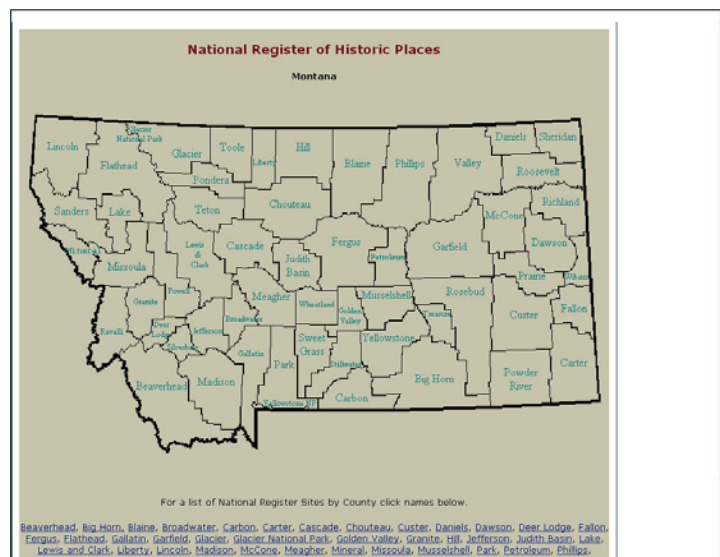 National Register of Historic Places
Montana
Glacier
National Park
Lincoln
Flathead
Glacier
Toole
Liberty
Hill
Blaine
Phillips
Valley
Daniels
Sheridan
Roosevelt
Pondera
Teton
Chouteau
Richland
Sanders
Lake
McCone
Dawson
Mineral
Missoula
Lewis
&
Clark
Cascade
Judith
Basin
Fergus
Petroleum
Garfield
Prairie
Wibaux
Powell
Granite
Meagher
Wheatland
Golden
Valley
Musselshell
Rosebud
Treasure
Custer
Fallon
Ravalli
Deer
Lodge
Silverbow
Jefferson
Broadwater
Gallatin
Park
Sweet
Grass
Stillwater
Yellowstone
Big Horn
Powder
River
Carter
Beaverhead
Madison
Yellowstone NP
Carbon
For a list of National Register Sites by County click names below.
Beaverhead, Big Horn, Blaine, Broadwater, Carbon, Carter, Cascade, Chouteau, Custer, Daniels, Dawson, Deer Lodge, Fallon,
Fergus, Flathead, Gallatin, Garfield, Glacier, Glacier National Park, Golden Valley, Granite, Hill, Jefferson, Judith Basin, Lake,
Lewis and Clark, Liberty, Lincoln, Madison, McCone, Meagher, Mineral, Missoula, Musselshell, Park, Petroleum, Phillips,